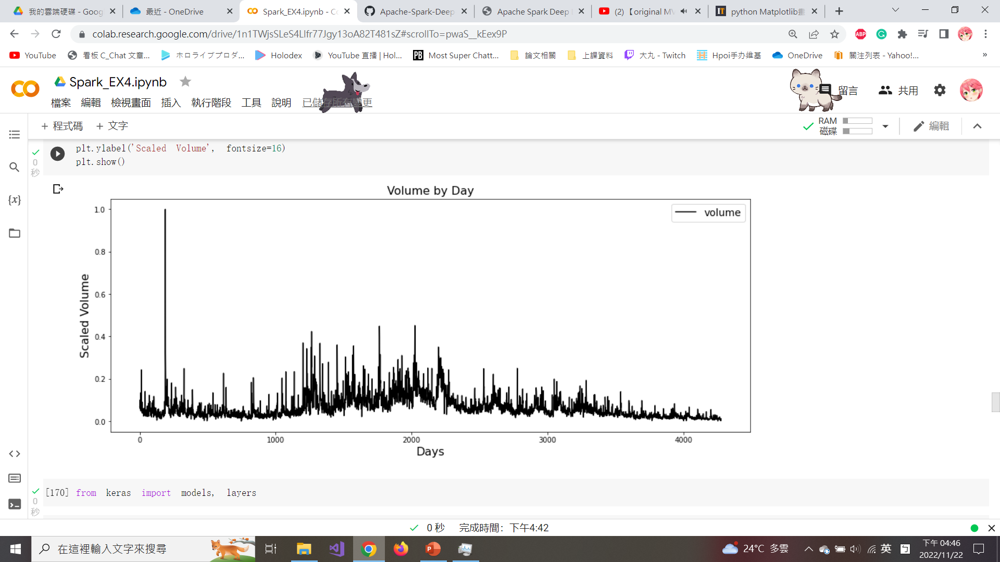 我的雲端硬碟 - Goog
最近 - OneDrive
Spark_EX4.ipynb - Co
Apache-Spark-Deep
Apache Spark Deep
(2)【original MV
python Matplotlib畫
colab.research.google.com/drive/1n1TWjsSLeS4Llfr77Jgy13oA82T481sZ#scrollTo=pwaS__kEex9P
ABP
YouTube
看板 C_Chat 文章...
ホロライブプロダ...
Holodex
YouTube 直播 | Hol...
Most Super Chatt...
論文相關
上課資料
大丸 - Twitch
Hpoi手办维基
OneDrive
關注列表 - Yahoo!...
»
Spark_EX4.ipynb
檔案 編輯 檢視畫面 插入 執行階段 工具 說明 已儲存所有變更
留言
共用
+ 程式碼 + 文字
RAM
磁碟
編輯
0
秒
plt.ylabel('Scaled Volume', fontsize=16)
plt.show()
{x}
Volume by Day
volume
1.0
0.8
0.6
0.4
0.2
0.0
Scaled Volume
0 1000 2000 3000 4000
Days
[170] from keras import models, layers
0
秒
0 秒 完成時間：下午4:42
在這裡輸入文字來搜尋
24°C 多雲
英
下午 04:46
2022/11/22